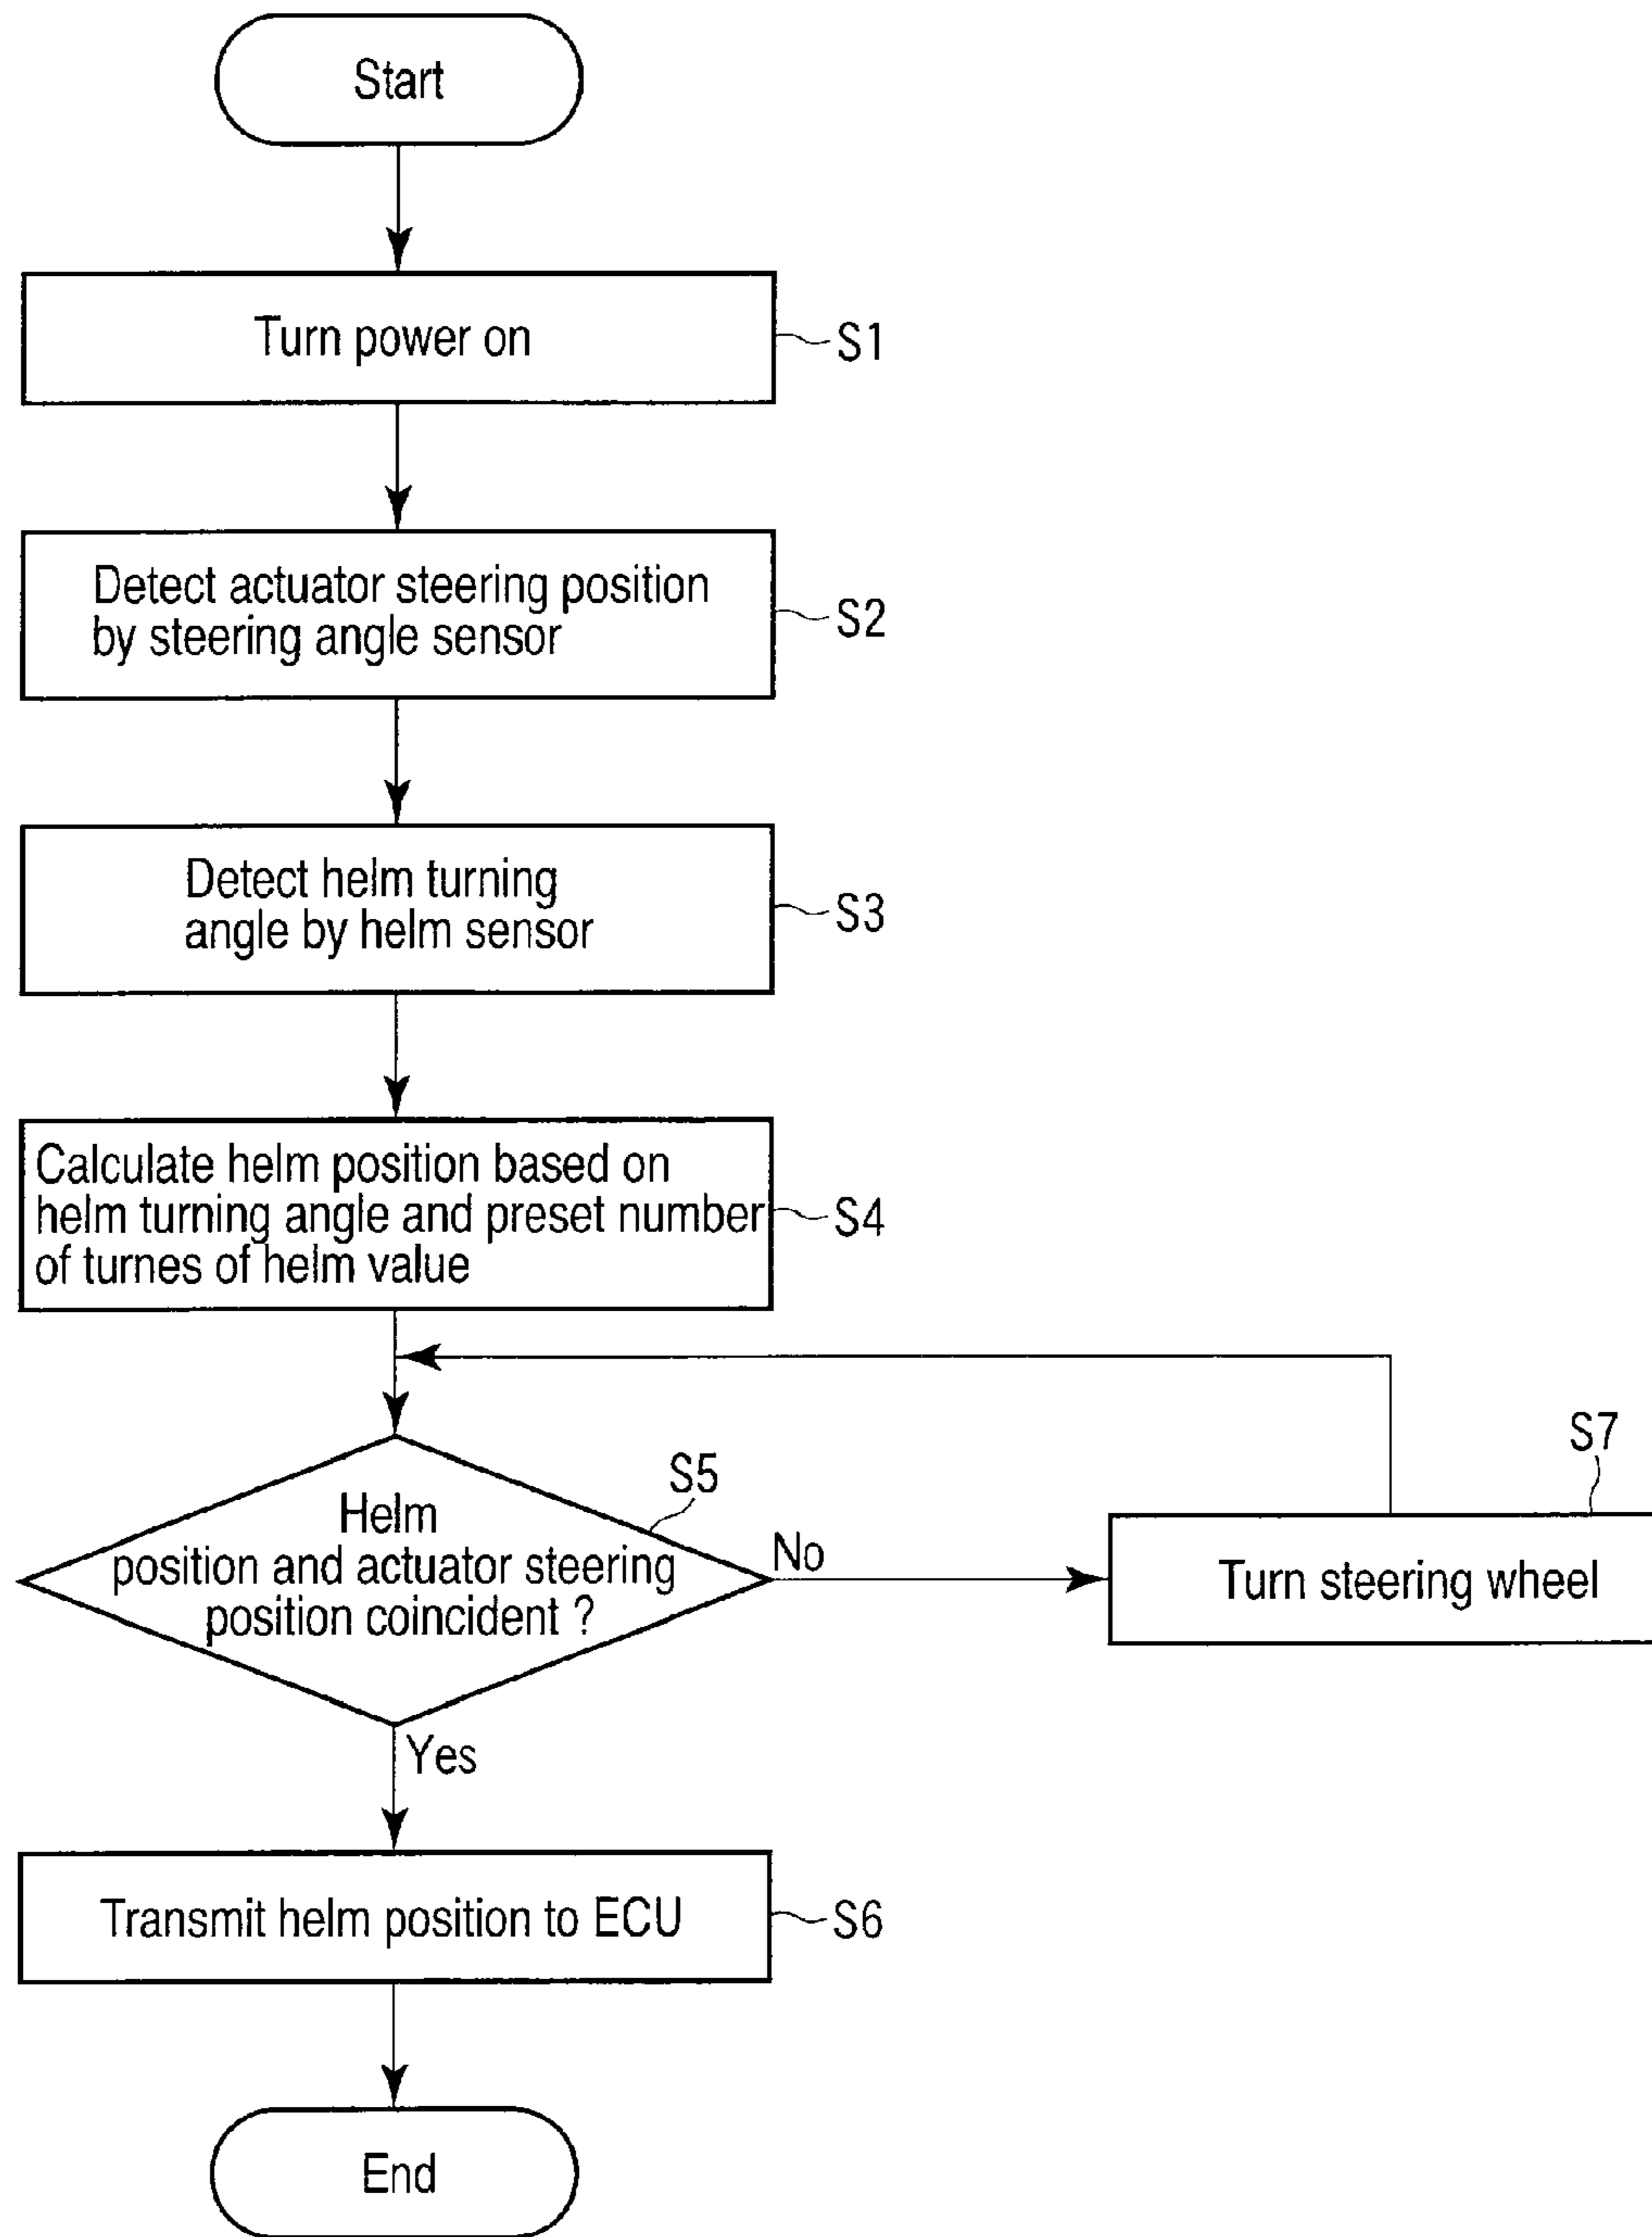 Start
Turn power on
S1
Detect actuator steering position
by steering angle sensor
S2
Detect helm turning
angle by helm sensor
S3
Calculate helm position based on
helm turning angle and preset number
of turnes of helm value
S4
S5
Helm
position and actuator steering
position coincident ?
No
S7
Turn steering wheel
Yes
Transmit helm position to ECU
S6
End